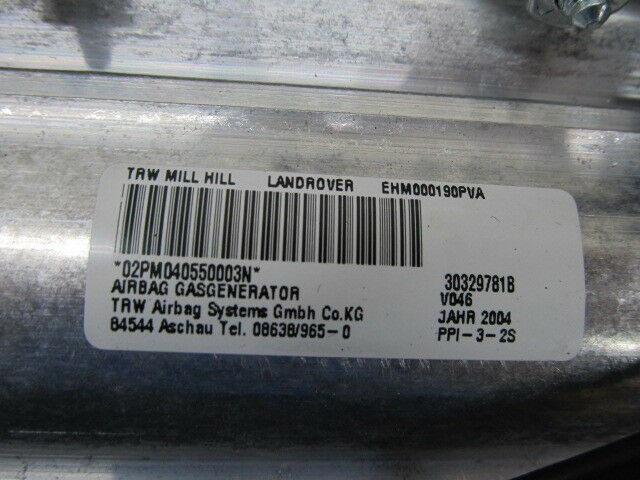 TRW MILL HILL LANDROVER EHM000190PVA
*02PM040550003N* 30329781B
AIRBAG GASGENERATOR V046
TRW Airbag Systems Gmbh Co.KG JAHR 2004
84544 Aschau Tel. 08638/965-0 PPI-3-2S